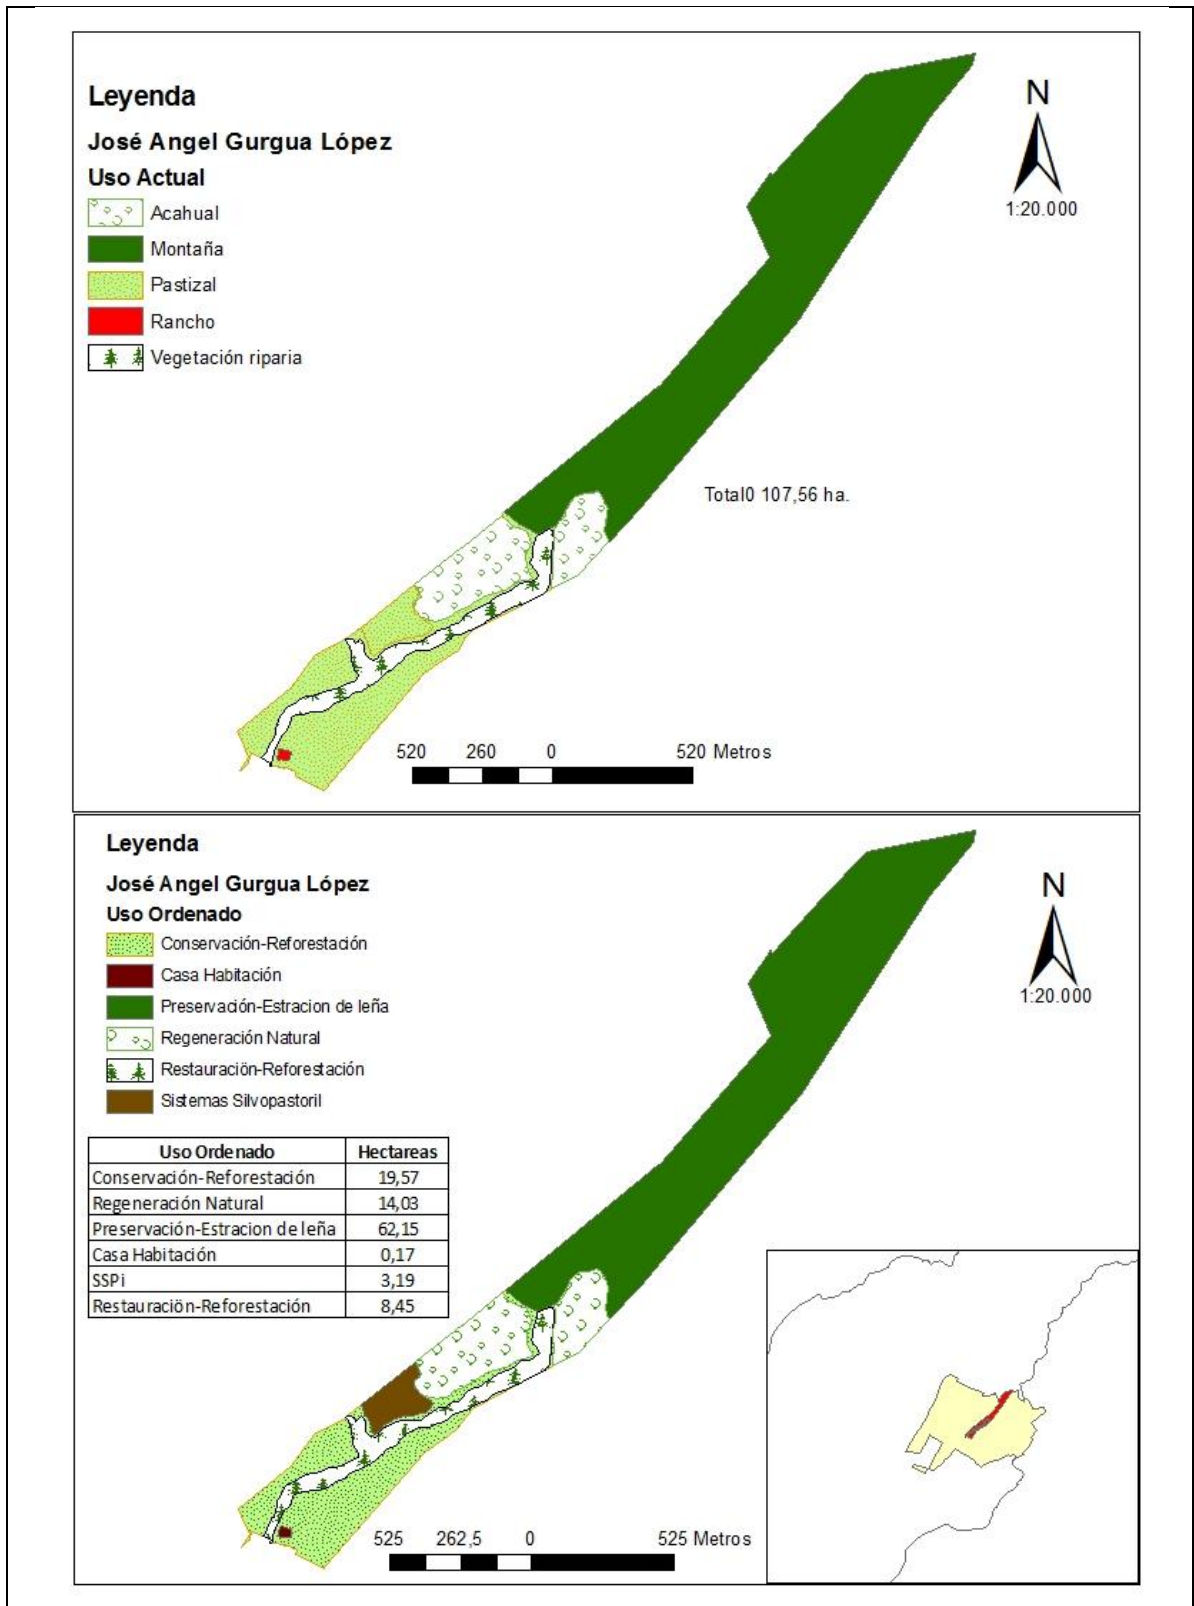 Leyenda
José Angel Gurgua López
Uso Actual
Acahual
Montaña
Pastizal
Rancho
Vegetación riparia
N
1:20.000
Total0 107,56 ha.
520 260 0 520 Metros
Leyenda
José Angel Gurgua López
Uso Ordenado
Conservación-Reforestación
Casa Habitación
Preservación-Estracion de leña
Regeneración Natural
Restauraciön-Reforestación
Sistemas Silvopastoril
N
1:20.000
Uso Ordenado Hectareas
Conservación-Reforestación 19,57
Regeneración Natural 14,03
Preservación-Estracion de leña 62,15
Casa Habitación 0,17
SSPi 3,19
Restauraciön-Reforestación 8,45
525 262,5 0 525 Metros